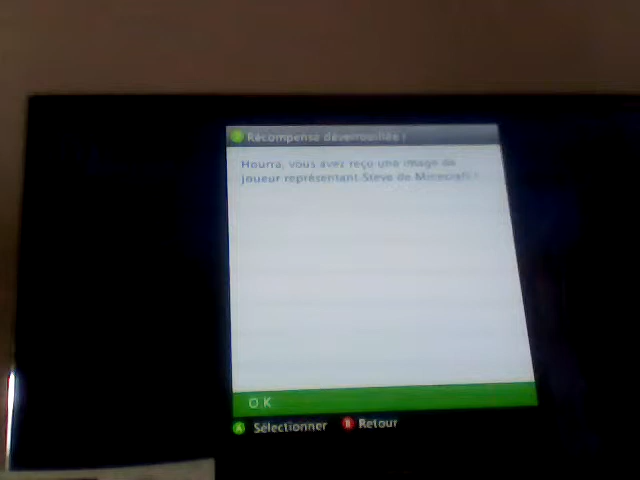 Récompense déverrouillée !
Hourra, vous avez reçu une image de
joueur représentant Steve de Minecraft !
OK
A Sélectionner B Retour